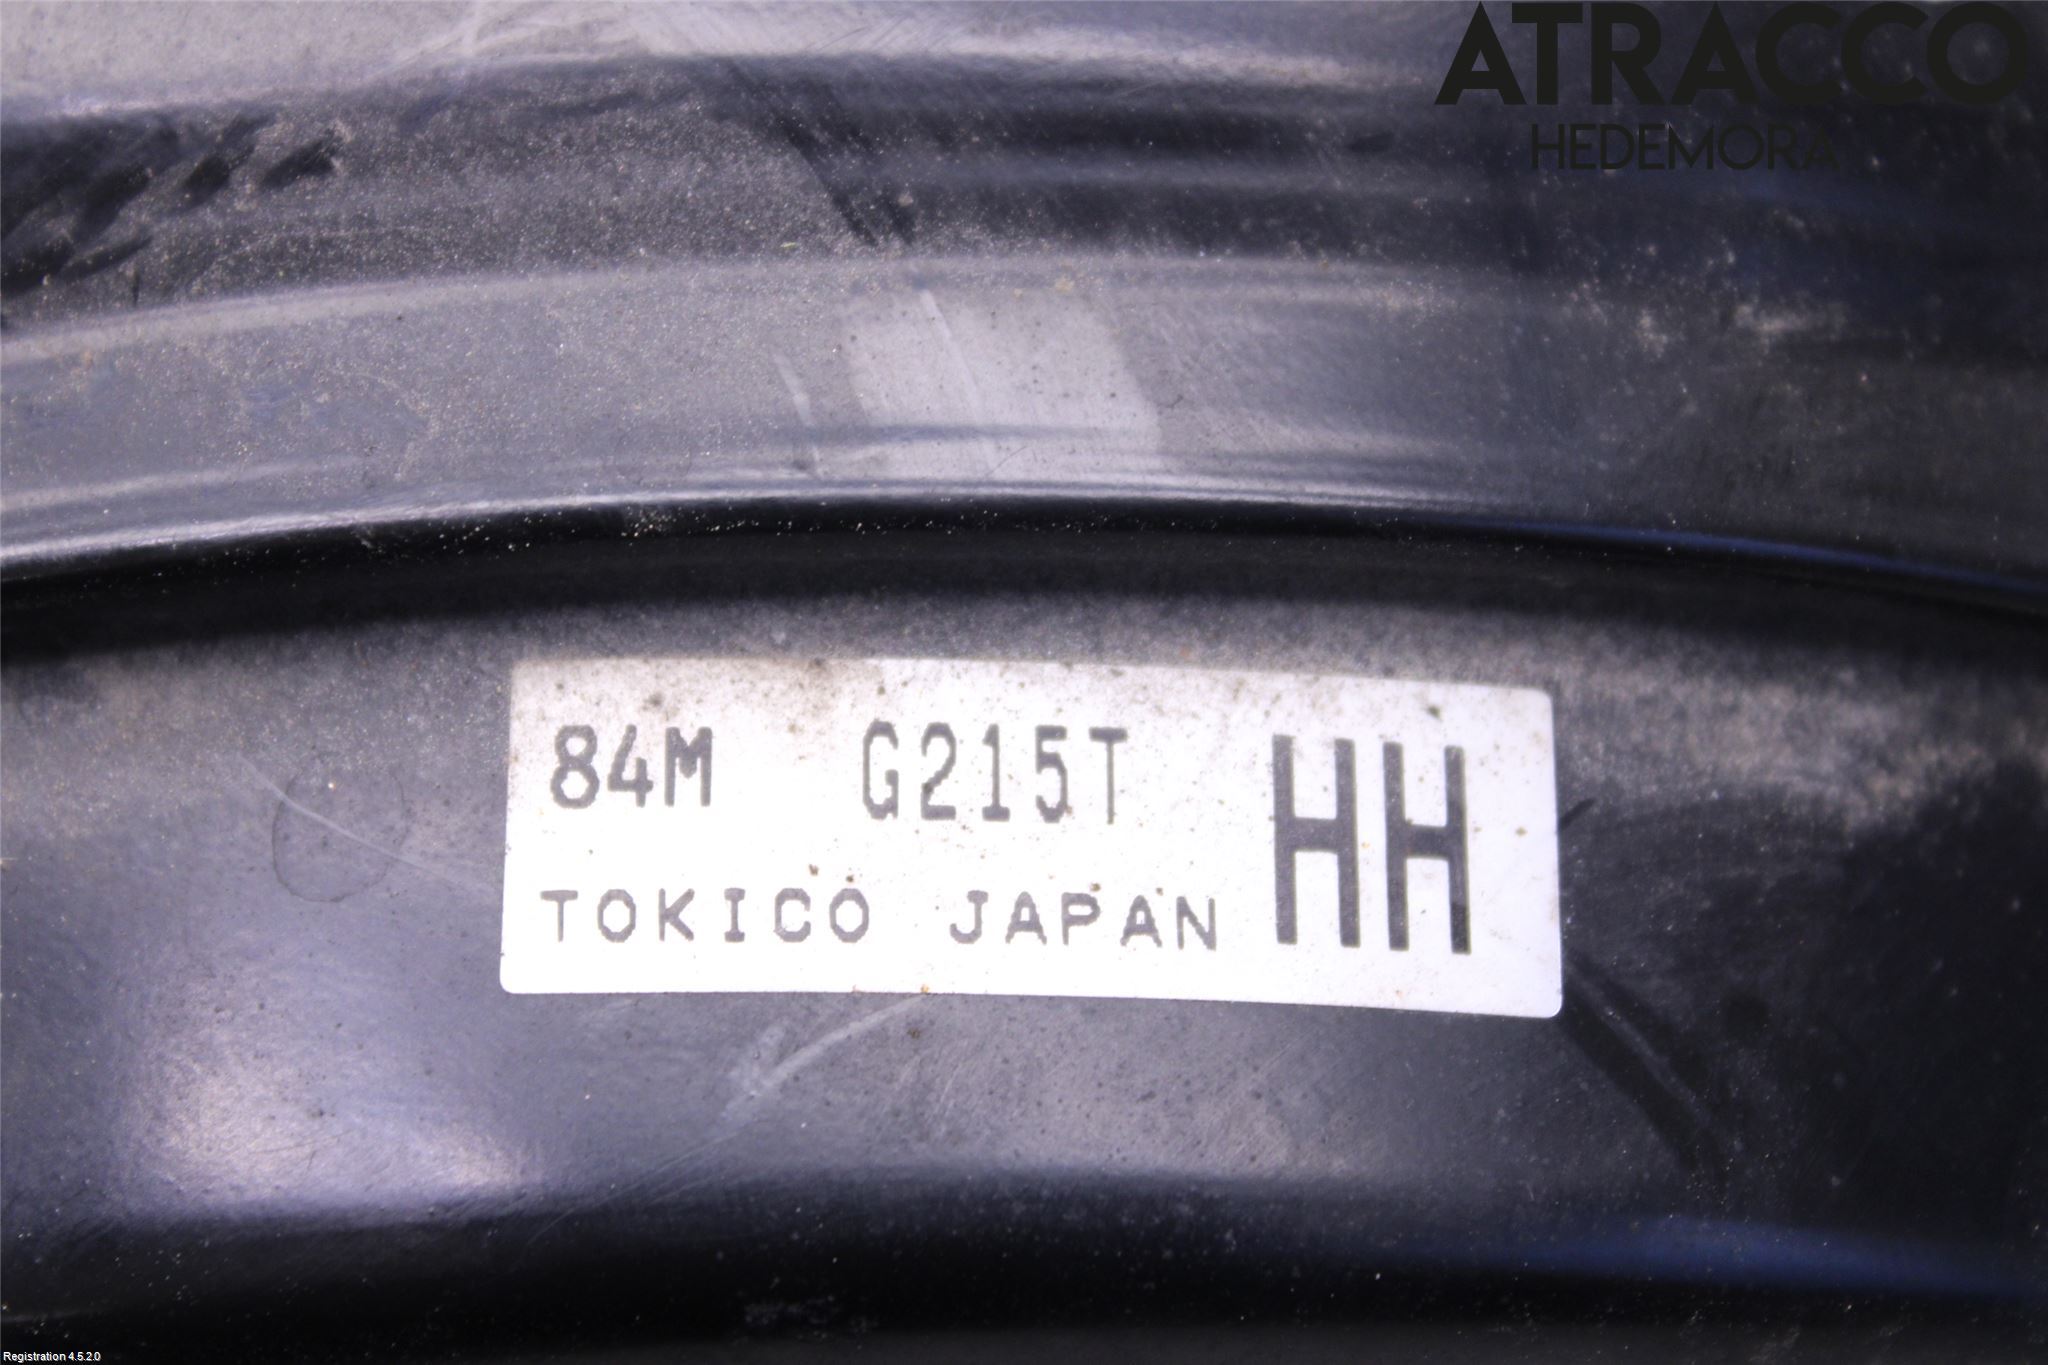 ATRACCO
HEDEMORA
84M G215T HH
TOKICO JAPAN
Registration 4.5.2.0